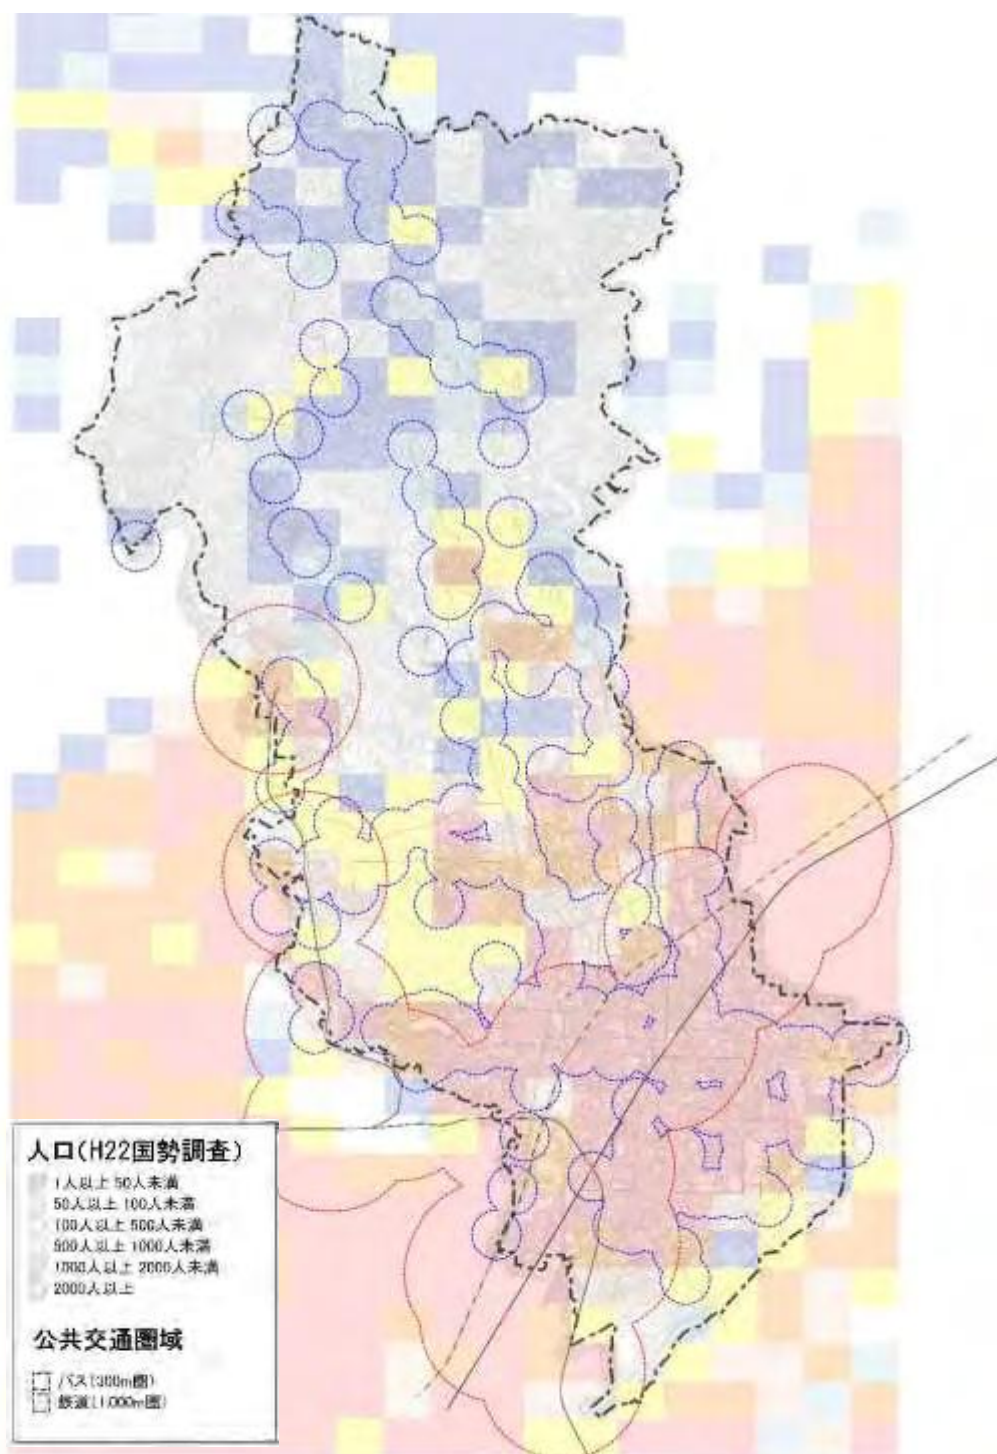 人口(H22国勢調査)
1人以上 50人未満
50人以上 100人未満
100人以上 500人未満
500人以上 1000人未満
1000人以上 2000人未満
2000人以上
公共交通圏域
バス(300m圏)
鉄道(1,000m圏)